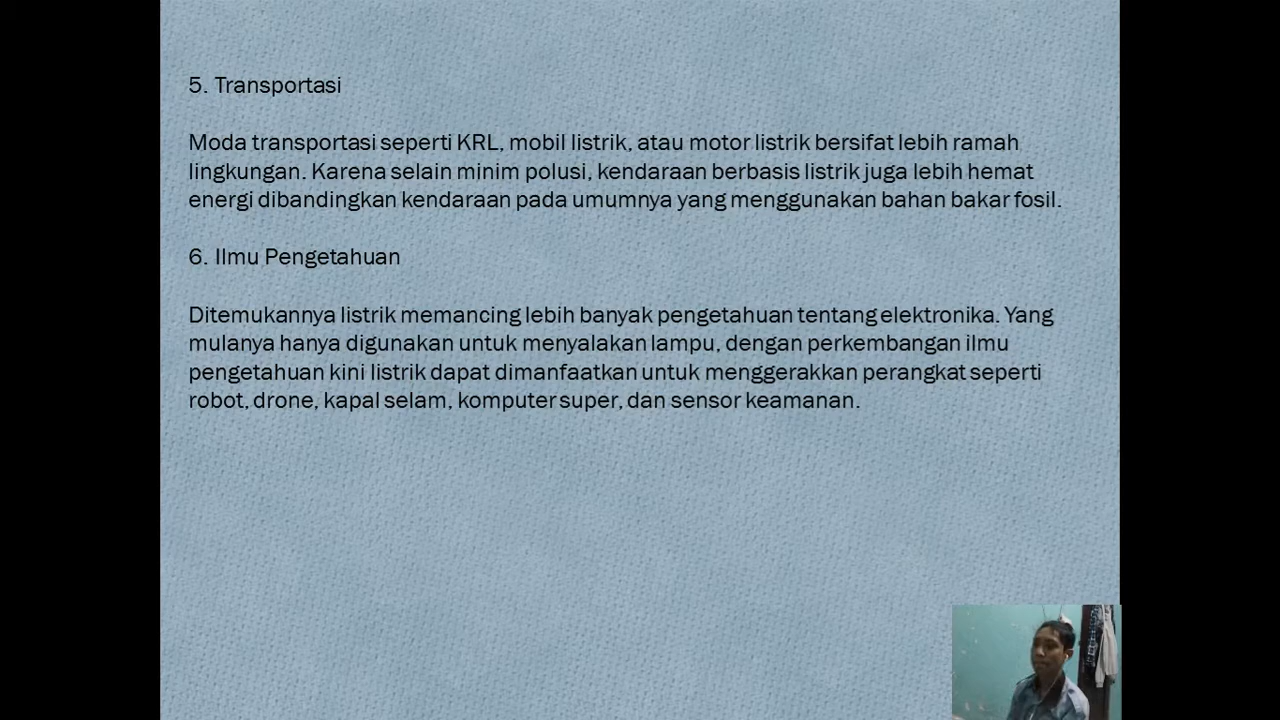 5. Transportasi
Moda transportasi seperti KRL, mobil listrik, atau motor listrik bersifat lebih ramah
lingkungan. Karena selain minim polusi, kendaraan berbasis listrik juga lebih hemat
energi dibandingkan kendaraan pada umumnya yang menggunakan bahan bakar fosil.
6. Ilmu Pengetahuan
Ditemukannya listrik memancing lebih banyak pengetahuan tentang elektronika. Yang
mulanya hanya digunakan untuk menyalakan lampu, dengan perkembangan ilmu
pengetahuan kini listrik dapat dimanfaatkan untuk menggerakkan perangkat seperti
robot, drone, kapal selam, komputer super, dan sensor keamanan.